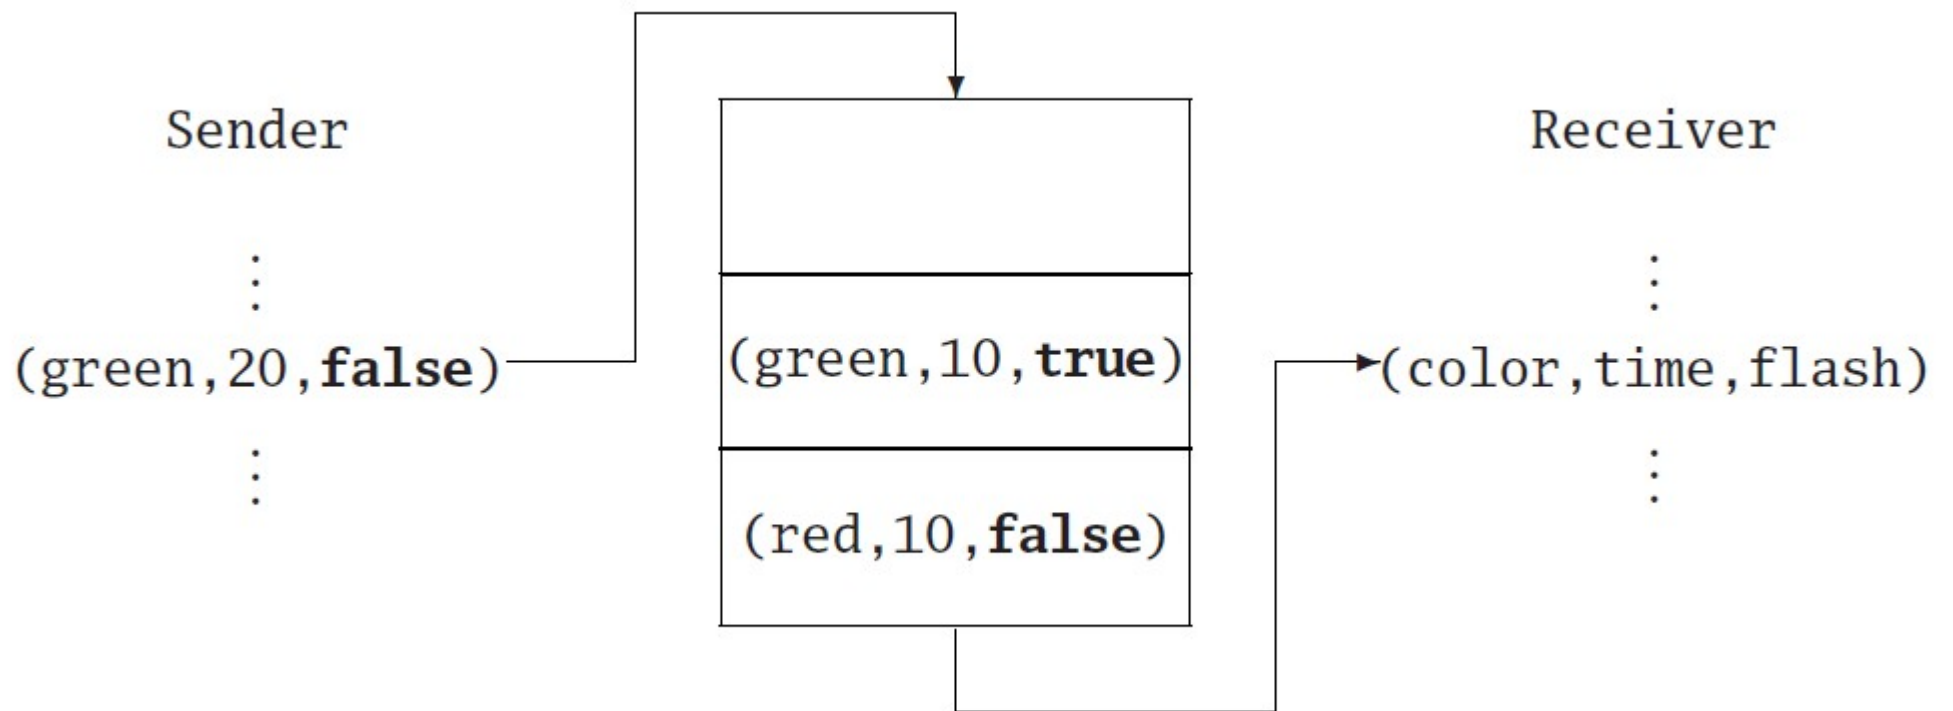 Sender
Receiver
(green,20,false)
(green,10,true)
(color,time,flash)
(red,10,false)